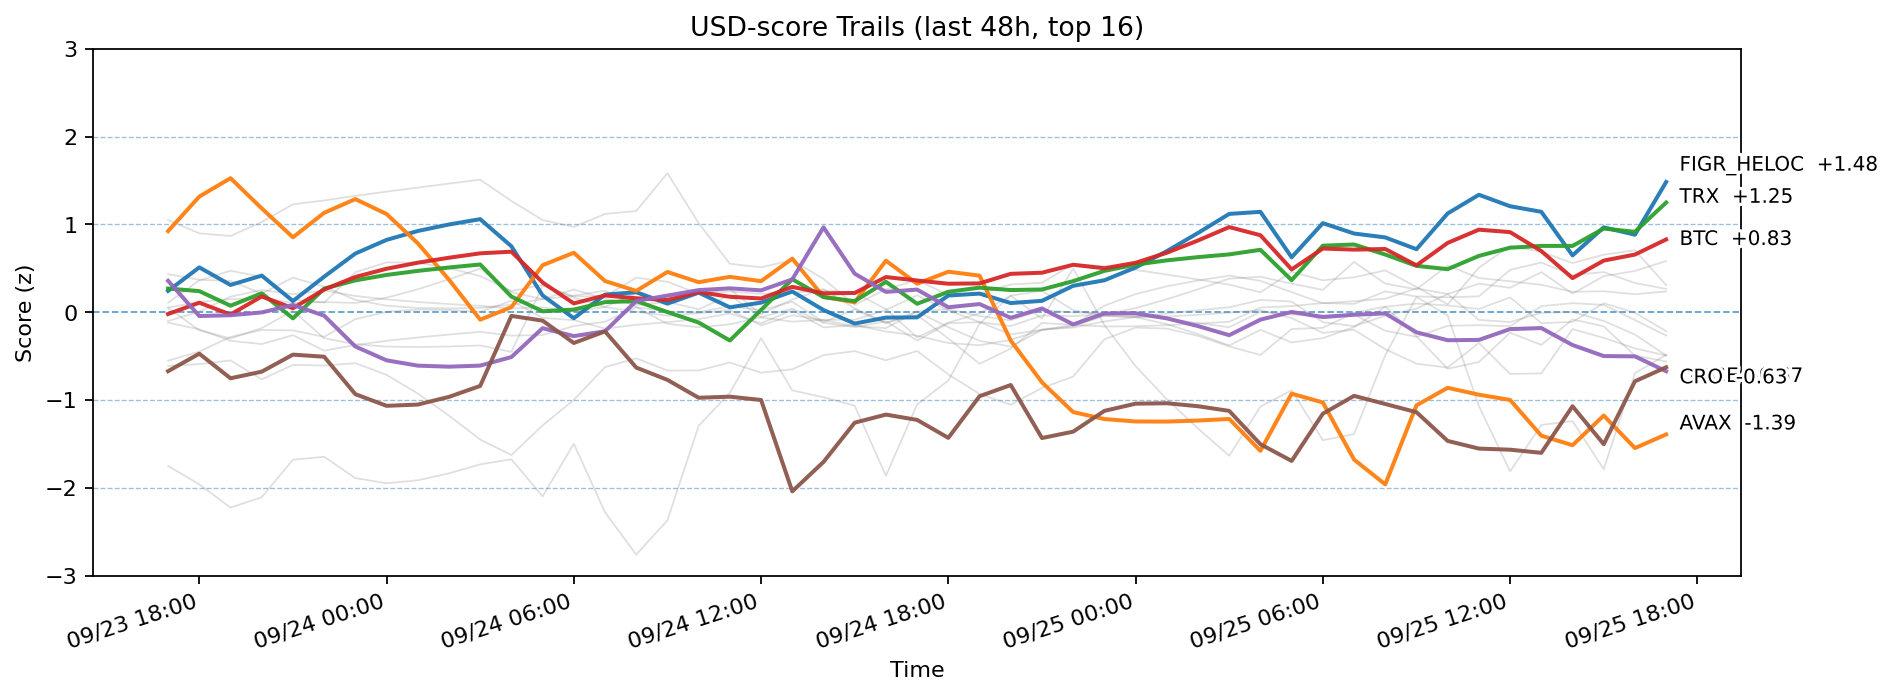 USD-score Trails (last 48h, top 16)
3
2
1
0
−1
−2
−3
Score (z)
FIGR_HELOC +1.48
TRX +1.25
BTC +0.83
CRO -0.63
AVAX -1.39
09/23 18:00
09/24 00:00
09/24 06:00
09/24 12:00
09/24 18:00
09/25 00:00
09/25 06:00
09/25 12:00
09/25 18:00
Time